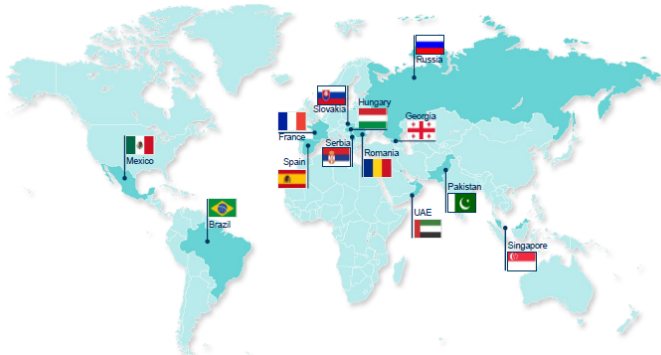 Russia
Slovakia
Hungary
France
Georgia
Serbia
Romania
Mexico
Spain
Pakistan
UAE
Brazil
Singapore